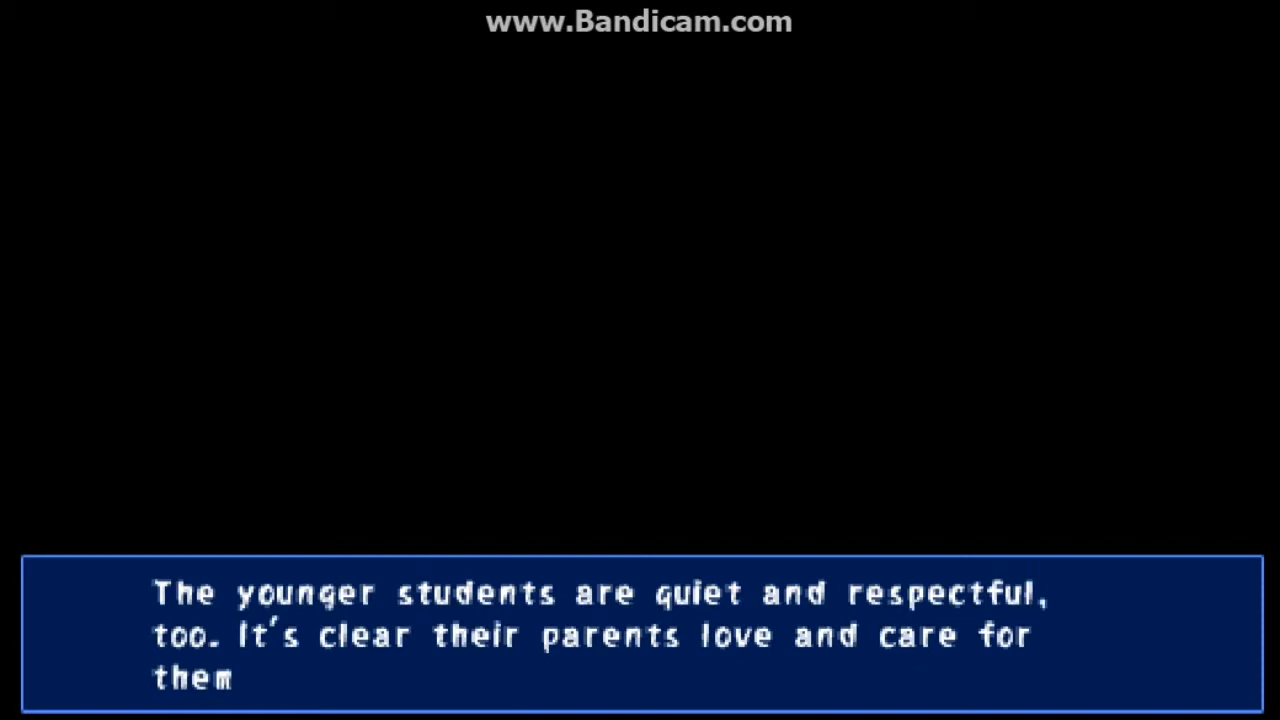 www.Bandicam.com
The younger students are quiet and respectful,
too. It's clear their parents love and care for
them